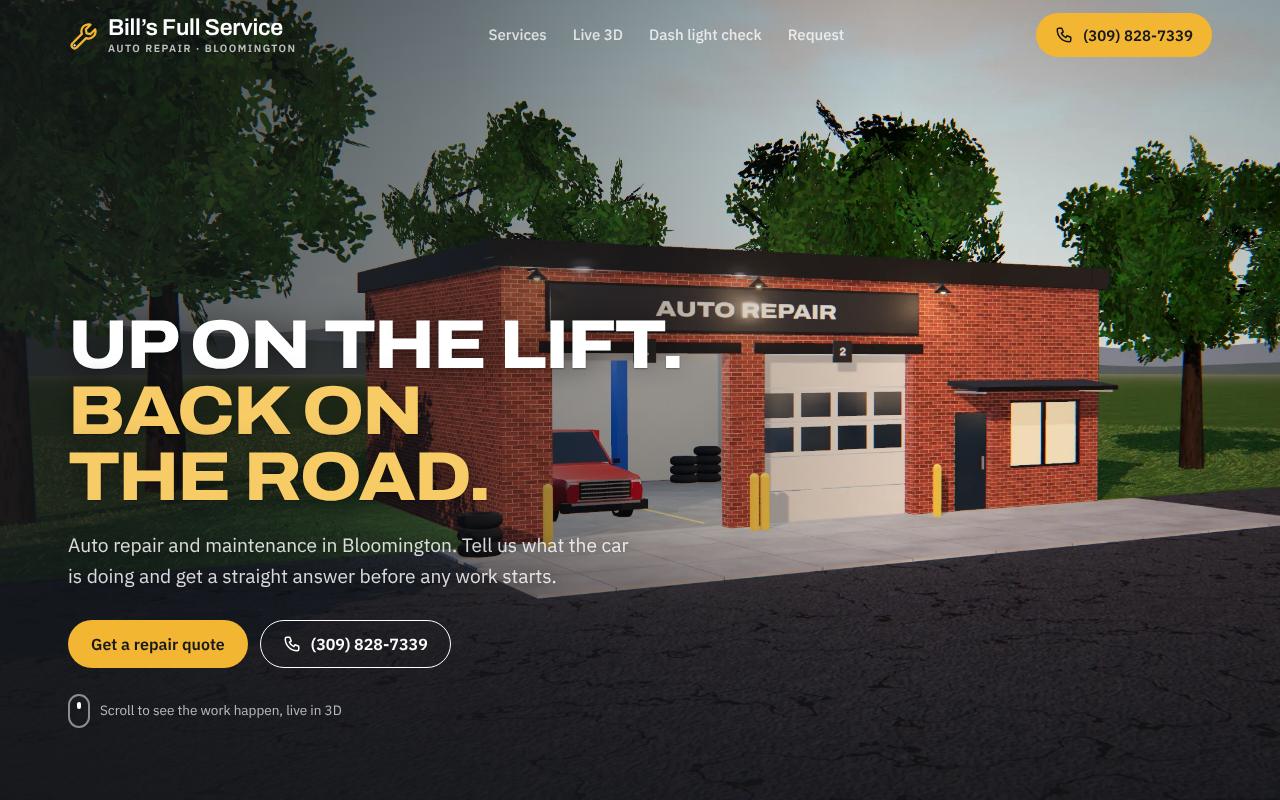 Bill's Full Service
AUTO REPAIR · BLOOMINGTON
Services
Live 3D
Dash light check
Request
(309) 828-7339
AUTO REPAIR
2
UP ON THE LIFT.
BACK ON
THE ROAD.
Auto repair and maintenance in Bloomington. Tell us what the car
is doing and get a straight answer before any work starts.
Get a repair quote
(309) 828-7339
Scroll to see the work happen, live in 3D